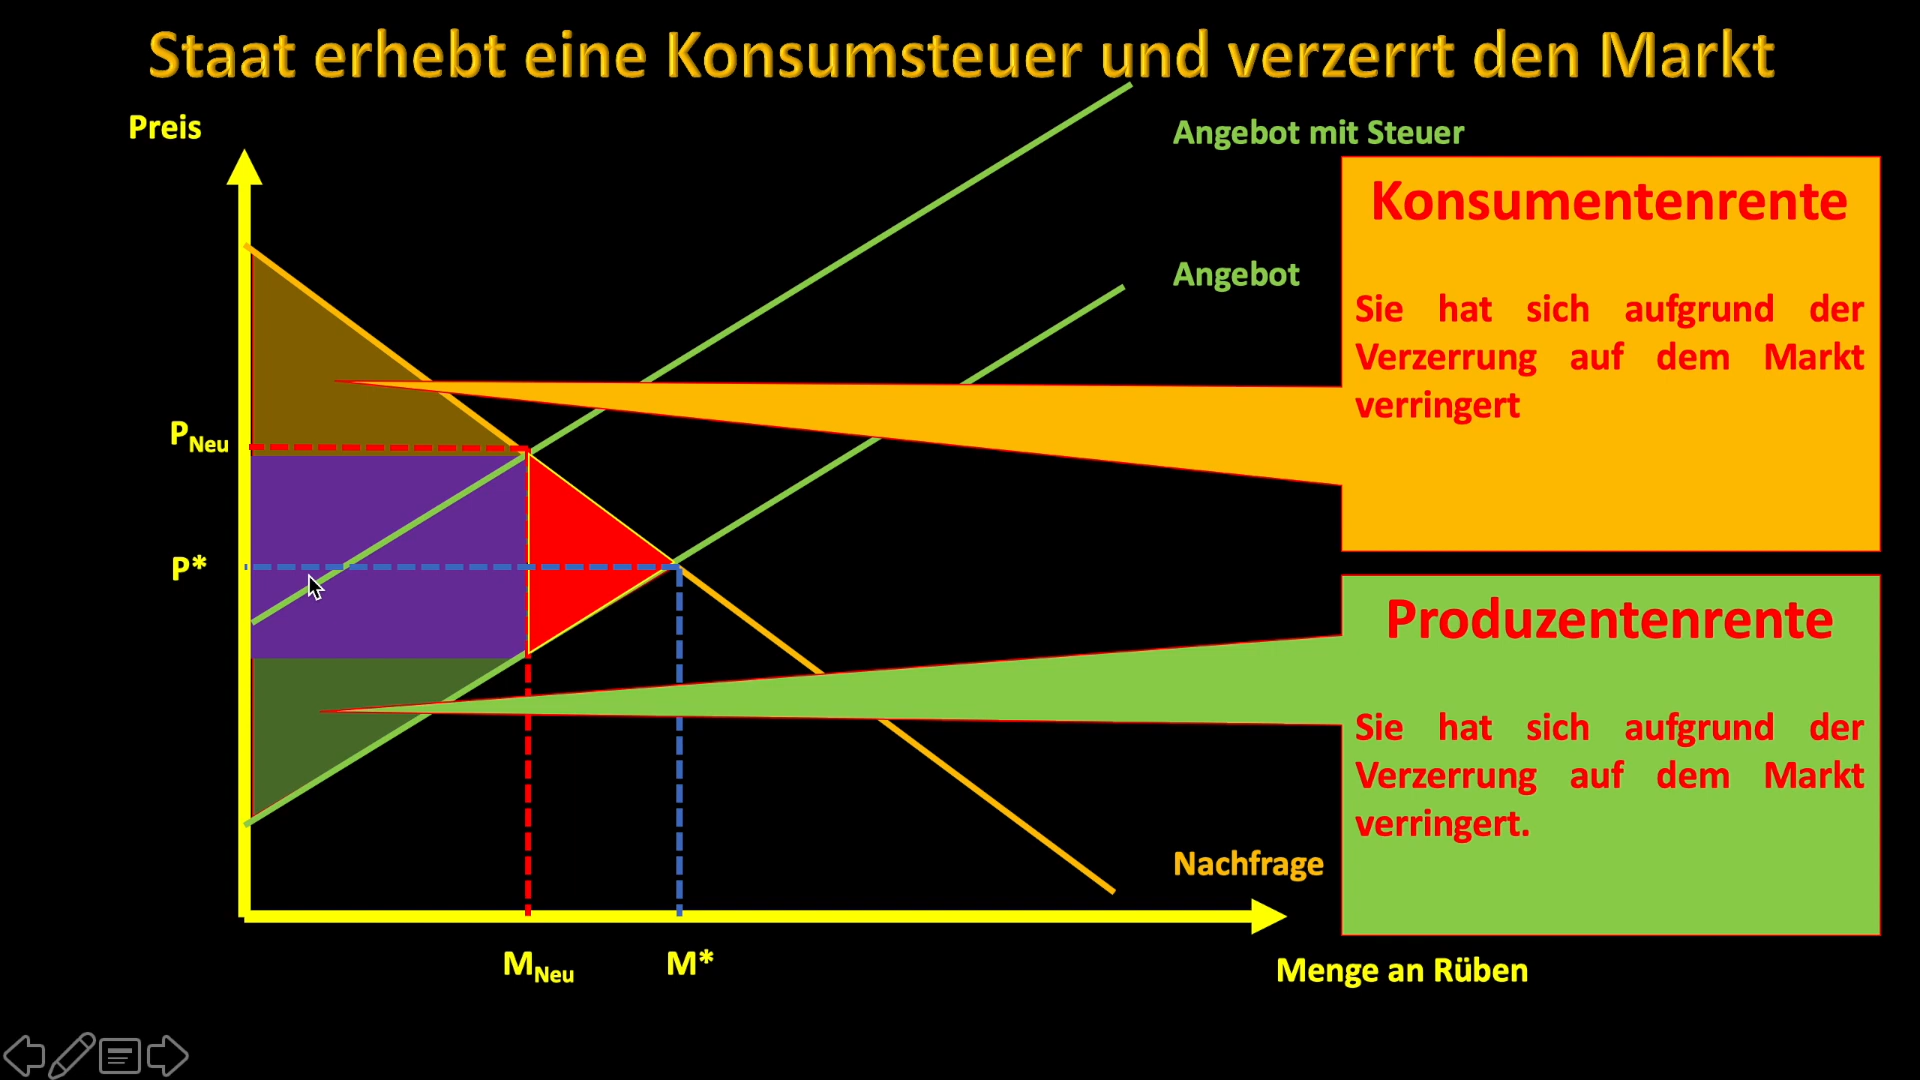 Staat erhebt eine Konsumsteuer und verzerrt den Markt
Preis
Angebot mit Steuer
Konsumentenrente
Angebot
Sie hat sich aufgrund der
Verzerrung auf dem Markt
verringert
P Neu
P*
Produzentenrente
Sie hat sich aufgrund der
Verzerrung auf dem Markt
verringert.
Nachfrage
M Neu
M*
Menge an Rüben